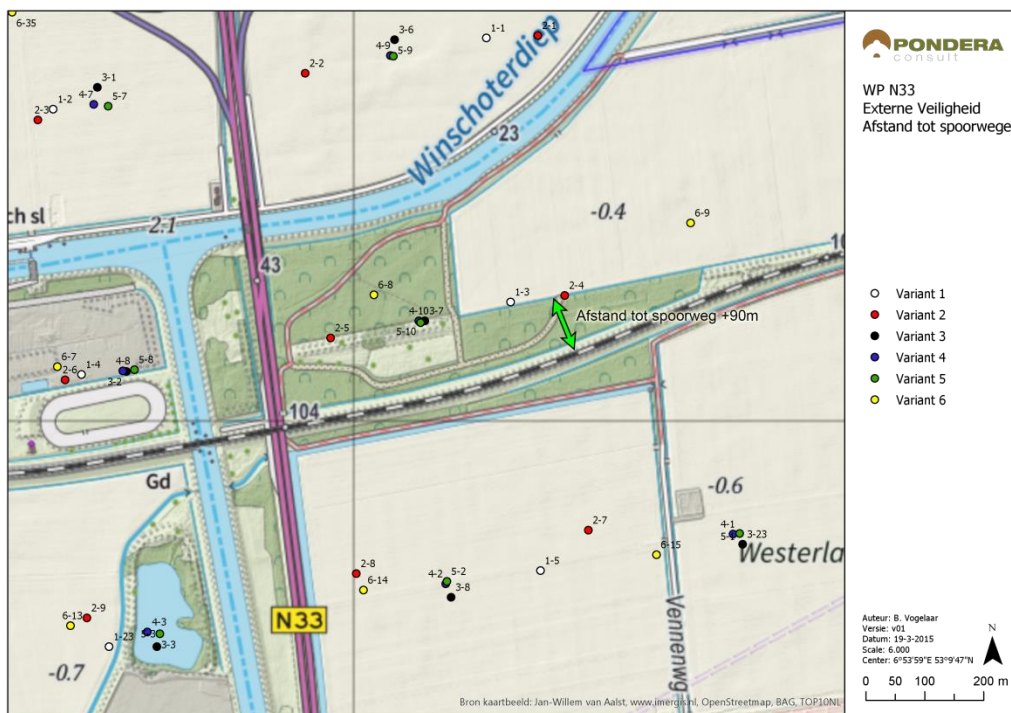 6-35
3-6
4-9
5-9
1-1
2-1
2-2
3-1
4-7
5-7
1-2
2-3
Winschoterdiep
23
ch sl
2.1
-0.4
6-9
10
43
6-8
1-3
2-4
4-10
3-7
5-10
2-5
Afstand tot spoorweg +90m
6-7
2-6
1-4
4-8
5-8
3-2
-104
Gd
-0.6
4-1
5-1
3-23
Westerla
2-7
6-15
1-5
2-8
6-14
5-2
4-2
3-8
N33
Vennenwg
2-9
6-13
1-23
4-3
5-3
3-3
-0.7
Bron kaartbeeld: Jan-Willem van Aalst, www.imergis.nl, OpenStreetmap, BAG, TOP10NL
PONDERA
consult
WP N33
Externe Veiligheid
Afstand tot spoorwege
Variant 1
Variant 2
Variant 3
Variant 4
Variant 5
Variant 6
Auteur: B. Vogelaar
Versie: v01
Datum: 19-3-2015
Scale: 6.000
Center: 6°53'59"E 53°9'47"N
N
0 50 100 200 m